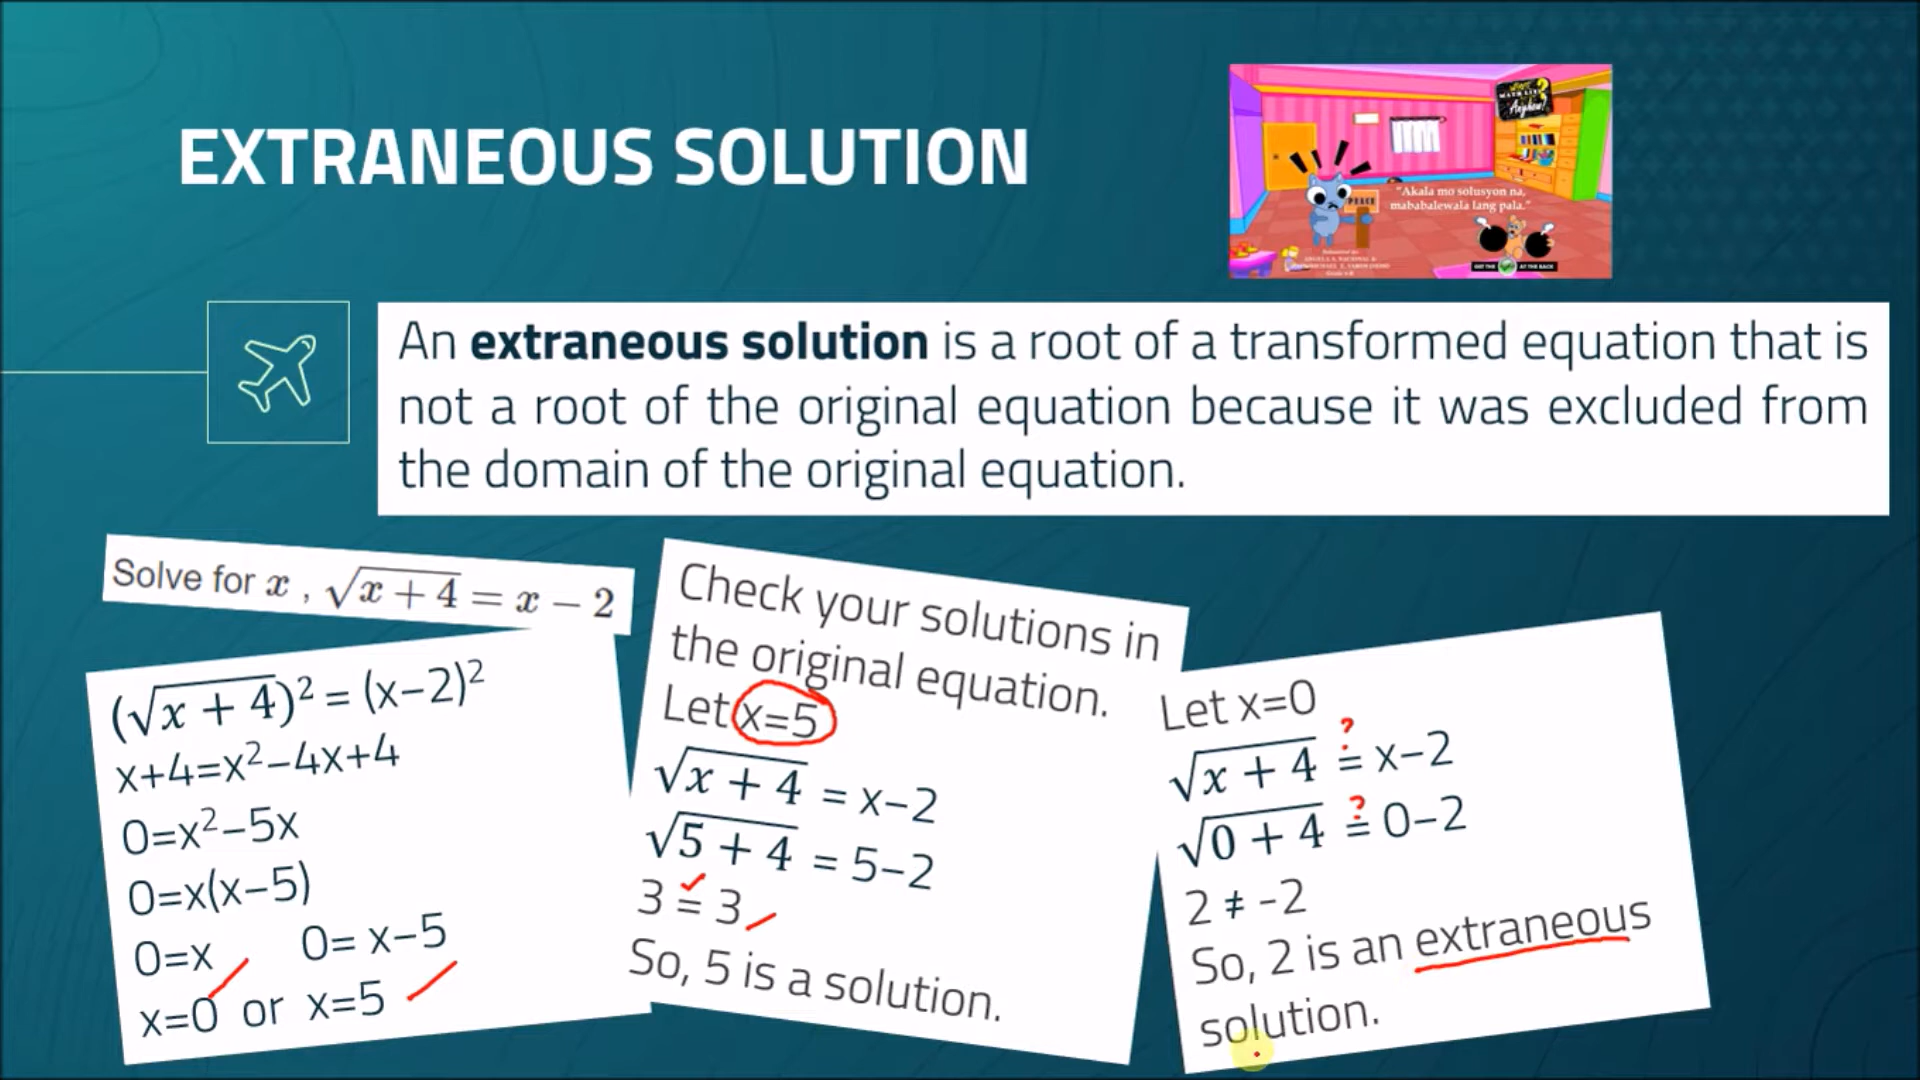 EXTRANEOUS SOLUTION
"Akala mo solusyon na,
mababalewala lang pala."
PEACE
An extraneous solution is a root of a transformed equation that is
not a root of the original equation because it was excluded from
the domain of the original equation.
Solve for x , √(x + 4) = x − 2
(√(x + 4))² = (x−2)²
x+4=x²−4x+4
0=x²−5x
0=x(x−5)
0=x 0= x−5
x=0 or x=5
Check your solutions in
the original equation.
Let x=5
√(x + 4) = x−2
√(5 + 4) = 5−2
3 = 3
So, 5 is a solution.
Let x=0
?
√(x + 4) = x−2
?
√(0 + 4) = 0−2
2 ≠ -2
So, 2 is an extraneous
solution.